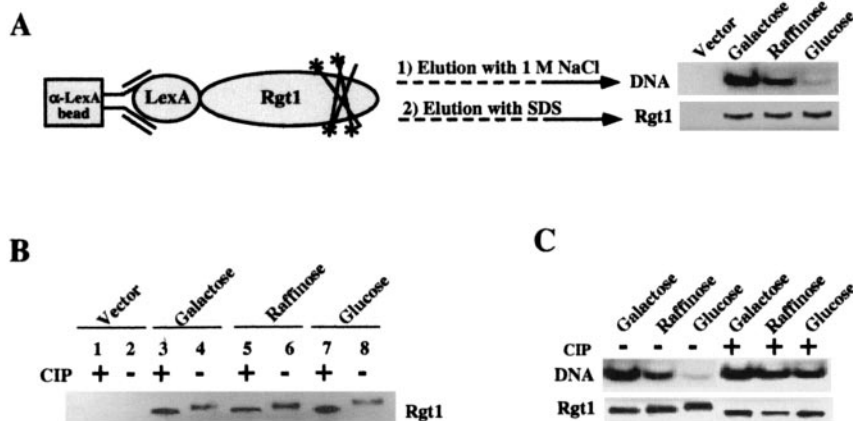 A
Vector
Galactose
Raffinose
Glucose
1) Elution with 1 M NaCl
DNA
α-LexA
bead
LexA
Rgt1
2) Elution with SDS
Rgt1
B
Vector
Galactose
Raffinose
Glucose
1 2 3 4 5 6 7 8
CIP + - + - + - + -
Rgt1
C
Galactose
Raffinose
Glucose
Galactose
Raffinose
Glucose
CIP - - - + + +
DNA
Rgt1